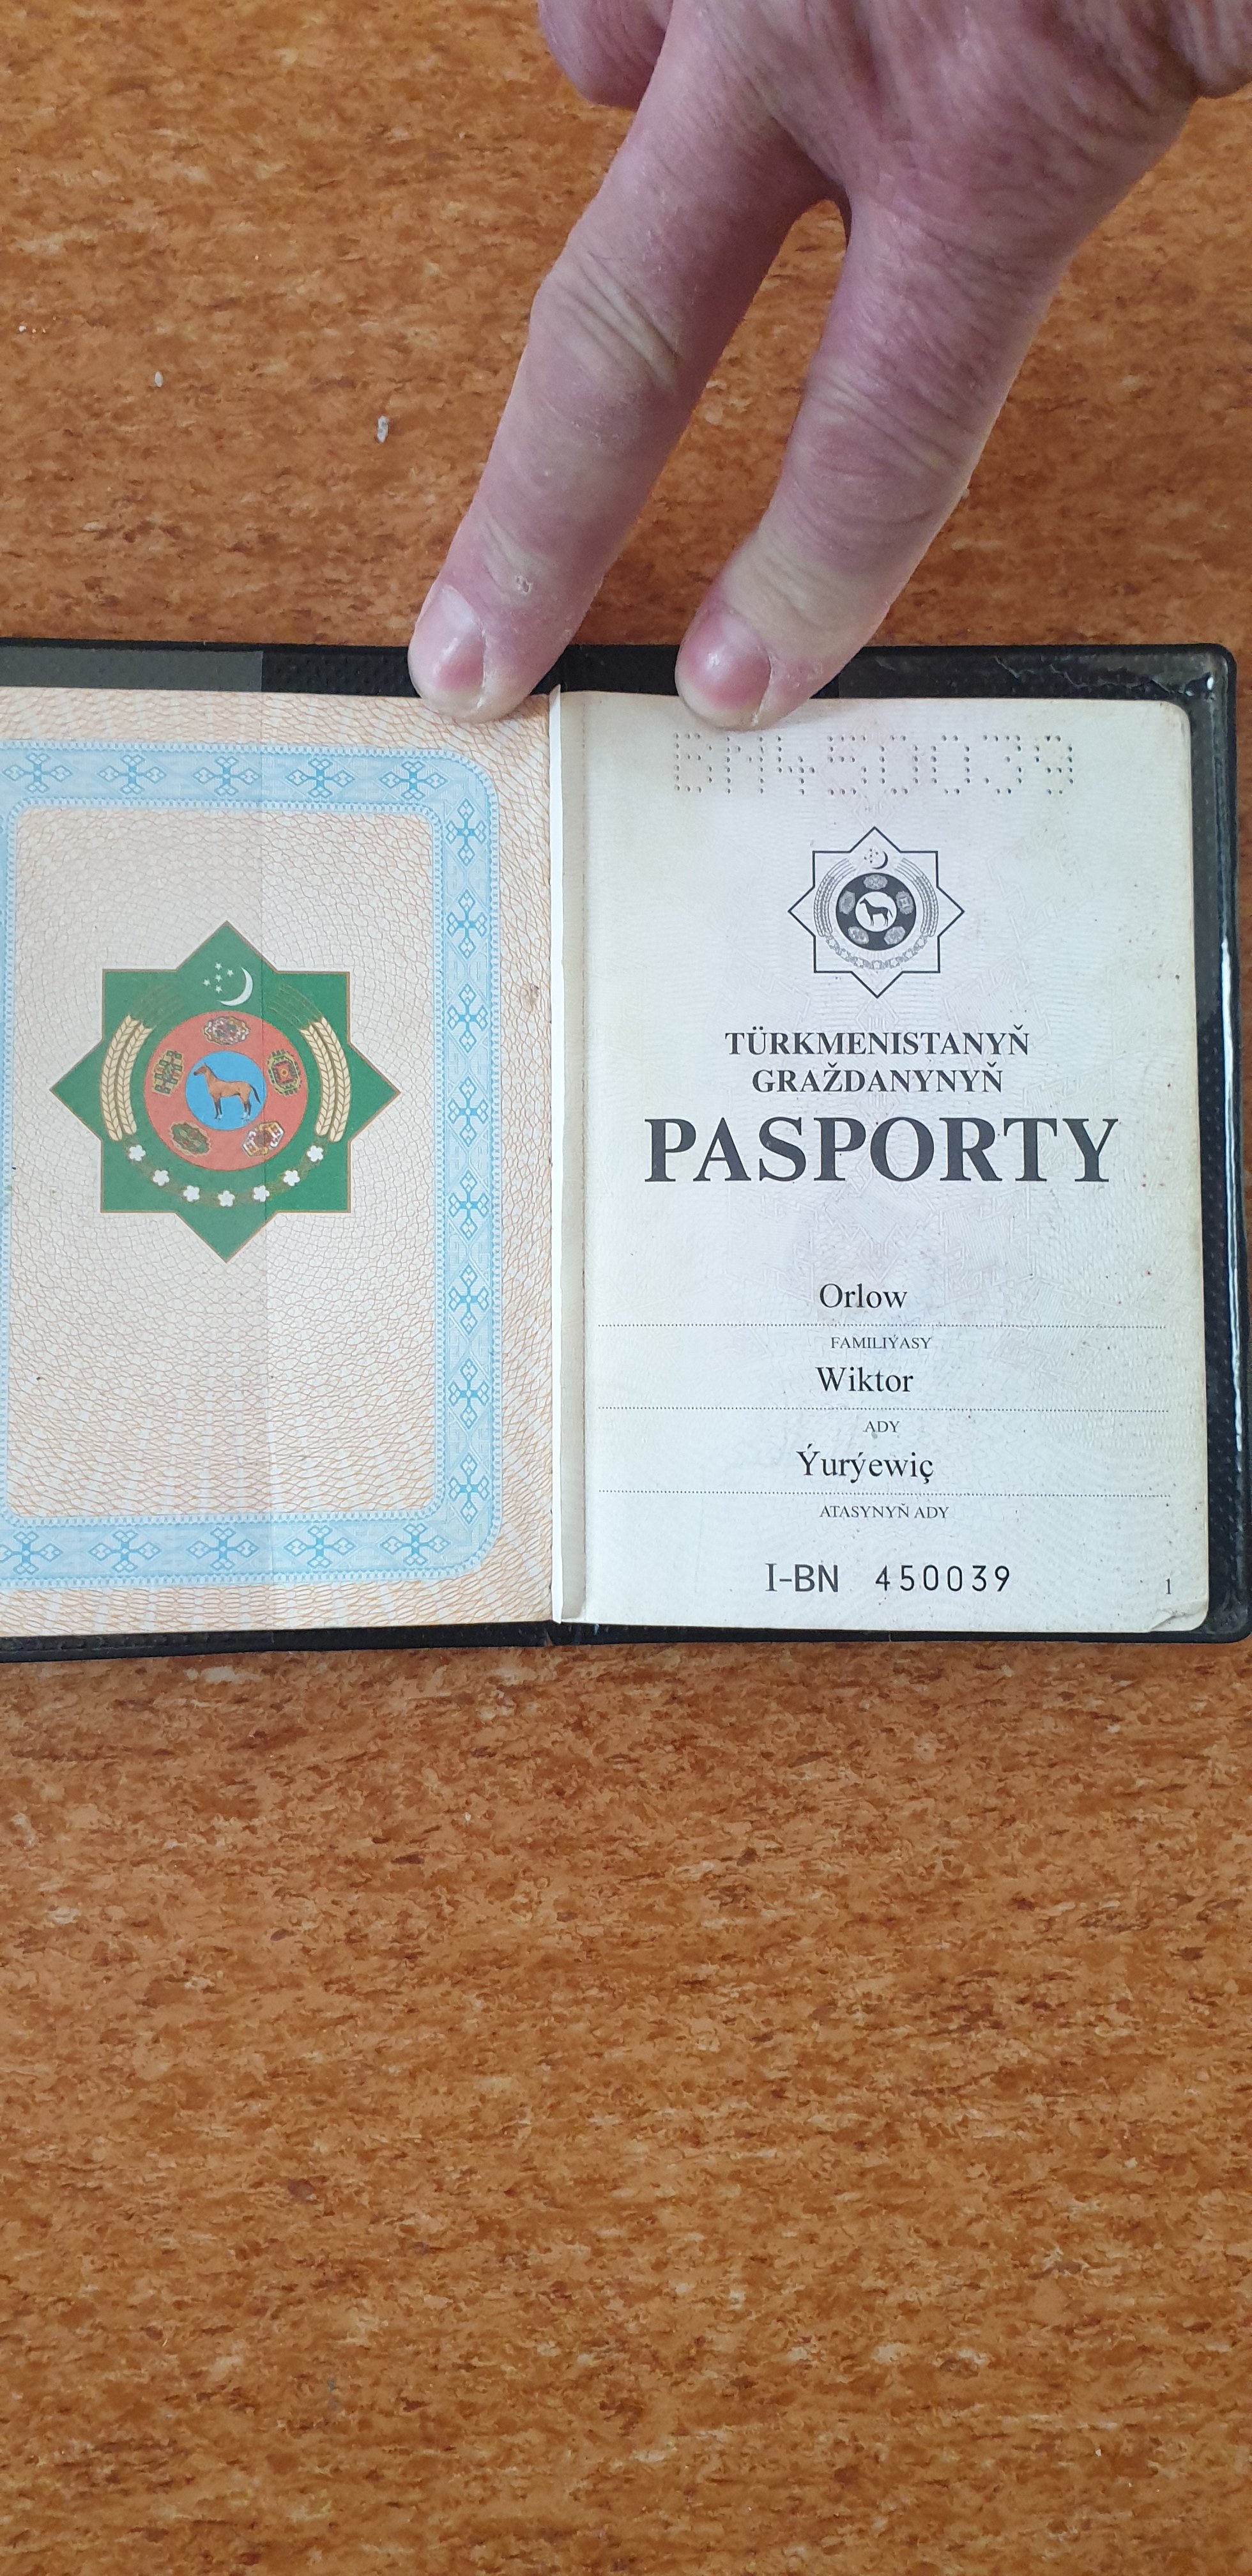 BN450039
TÜRKMENISTANYŇ
GRAŽDANYNYŇ
PASPORTY
Orlow
FAMILIÝASY
Wiktor
ADY
Ýurýewiç
ATASYNYŇ ADY
I-BN 450039
1